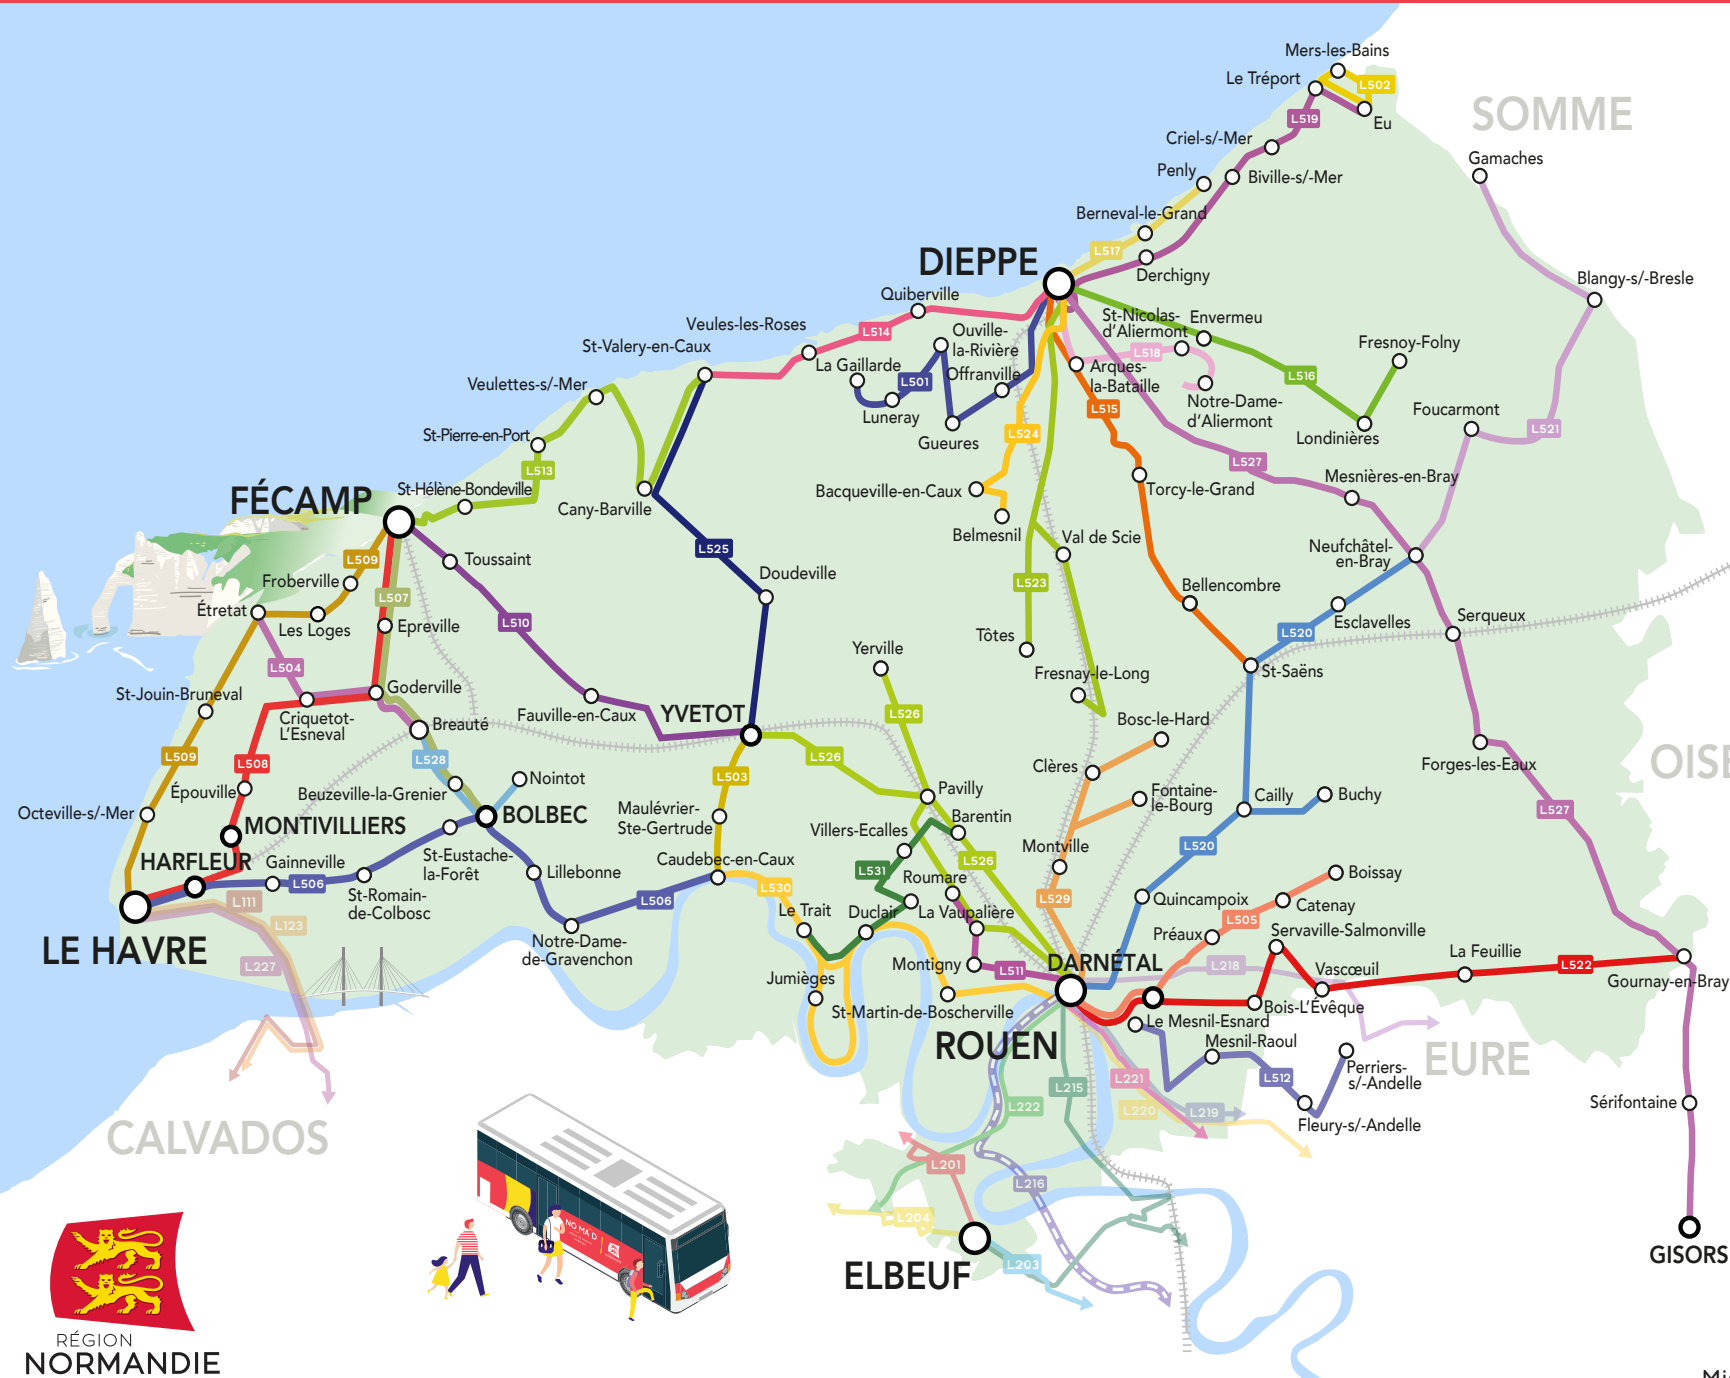 Mers-les-Bains
Le Tréport
L502
Eu
SOMME
L519
Criel-s/-Mer
Gamaches
Penly
Biville-s/-Mer
Berneval-le-Grand
L517
DIEPPE
Derchigny
Blangy-s/-Bresle
Quiberville
Veules-les-Roses
L514
Ouville-
la-Rivière
St-Nicolas-
d'Aliermont
Envermeu
St-Valery-en-Caux
La Gaillarde
L501
Offranville
L518
Fresnoy-Folny
Arques-
la-Bataille
L516
Veulettes-s/-Mer
Luneray
Gueures
L515
Notre-Dame-
d'Aliermont
Londinières
Foucarmont
L521
St-Pierre-en-Port
L524
L527
L513
Mesnières-en-Bray
FÉCAMP
St-Hélène-Bondeville
Cany-Barville
Bacqueville-en-Caux
Torcy-le-Grand
Belmesnil
Val de Scie
Neufchâtel-
en-Bray
L525
L509
Toussaint
Froberville
Doudeville
L523
Bellencombre
Étretat
Les Loges
L507
Epreville
L510
Esclavelles
Serqueux
L520
Tôtes
Yerville
L504
Fresnay-le-Long
St-Saëns
St-Jouin-Bruneval
Goderville
Criquetot-
L'Esneval
Breauté
Fauville-en-Caux
YVETOT
L526
Bosc-le-Hard
L509
L508
L528
L526
Clères
Forges-les-Eaux
OISE
L503
Nointot
Épouville
Beuzeville-la-Grenier
Pavilly
Fontaine-
le-Bourg
Cailly
Buchy
Octeville-s/-Mer
BOLBEC
Maulévrier-
Ste-Gertrude
Villers-Ecalles
Barentin
L527
MONTIVILLIERS
HARFLEUR
Gainneville
St-Eustache-
la-Forêt
Caudebec-en-Caux
L526
Montville
L520
L506
Lillebonne
L531
Roumare
Boissay
L111
St-Romain-
de-Colbosc
L506
L530
Le Trait
Duclair
La Vaupalière
L529
Quincampoix
Catenay
L505
L123
LE HAVRE
Préaux
Servaville-Salmonville
Notre-Dame-
de-Gravenchon
L227
Montigny
L511
DARNÉTAL
L218
Vascœuil
La Feuillie
L522
Gournay-en-Bray
Jumièges
St-Martin-de-Boscherville
Bois-L'Évêque
ROUEN
Le Mesnil-Esnard
Mesnil-Raoul
EURE
L221
L215
L512
Perriers-
s/-Andelle
L222
L220
L219
Fleury-s/-Andelle
Sérifontaine
CALVADOS
L201
L216
L204
NOMAD
GISORS
ELBEUF
L203
RÉGION
NORMANDIE